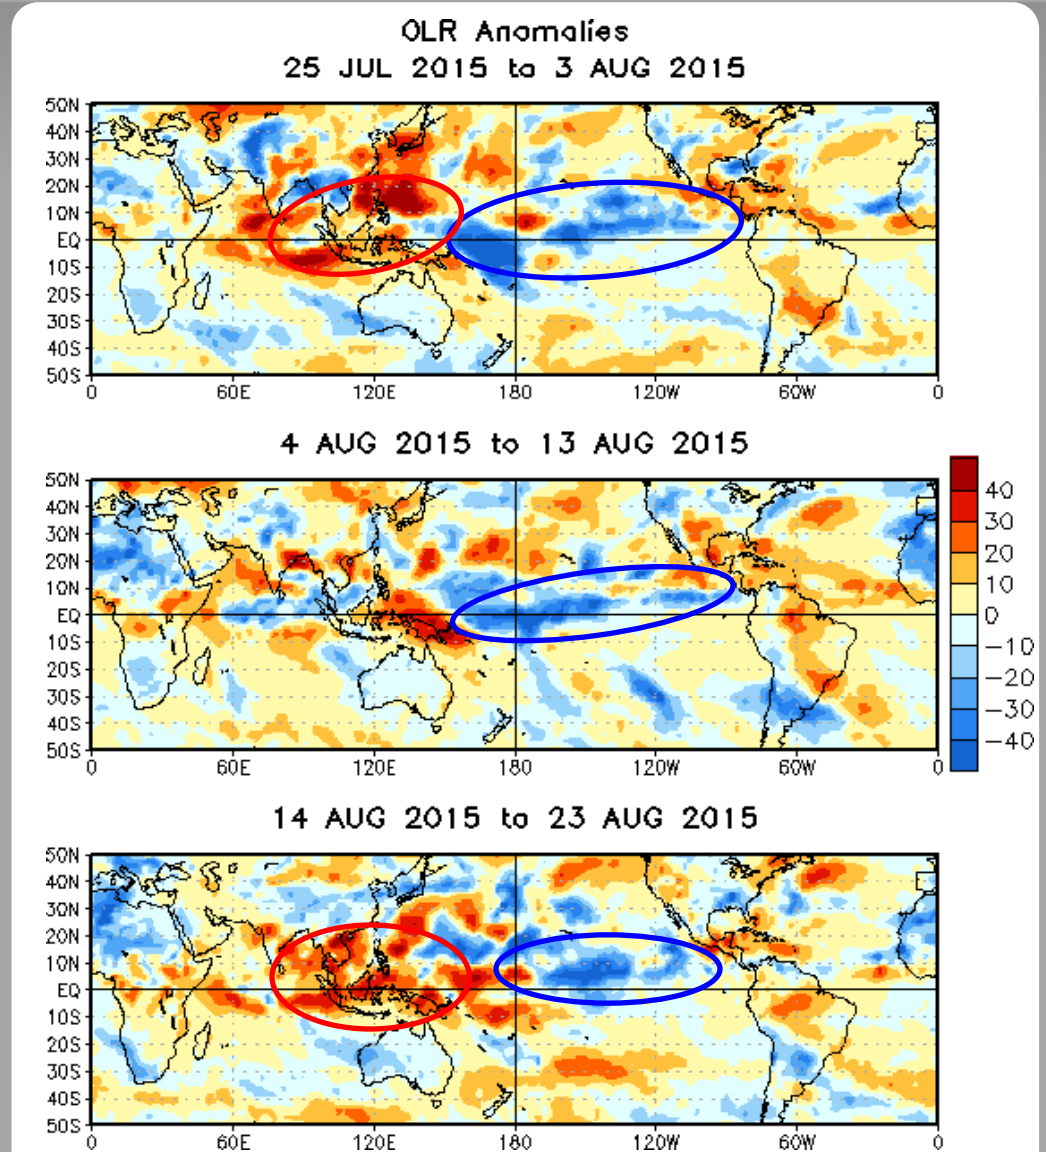 OLR Anomalies
25 JUL 2015 to 3 AUG 2015
50N
40N
30N
20N
10N
EQ
10S
20S
30S
40S
50S
0 60E 120E 180 120W 60W 0
4 AUG 2015 to 13 AUG 2015
50N
40N
30N
20N
10N
EQ
10S
20S
30S
40S
50S
0 60E 120E 180 120W 60W 0
40
30
20
10
0
-10
-20
-30
-40
14 AUG 2015 to 23 AUG 2015
50N
40N
30N
20N
10N
EQ
10S
20S
30S
40S
50S
0 60E 120E 180 120W 60W 0